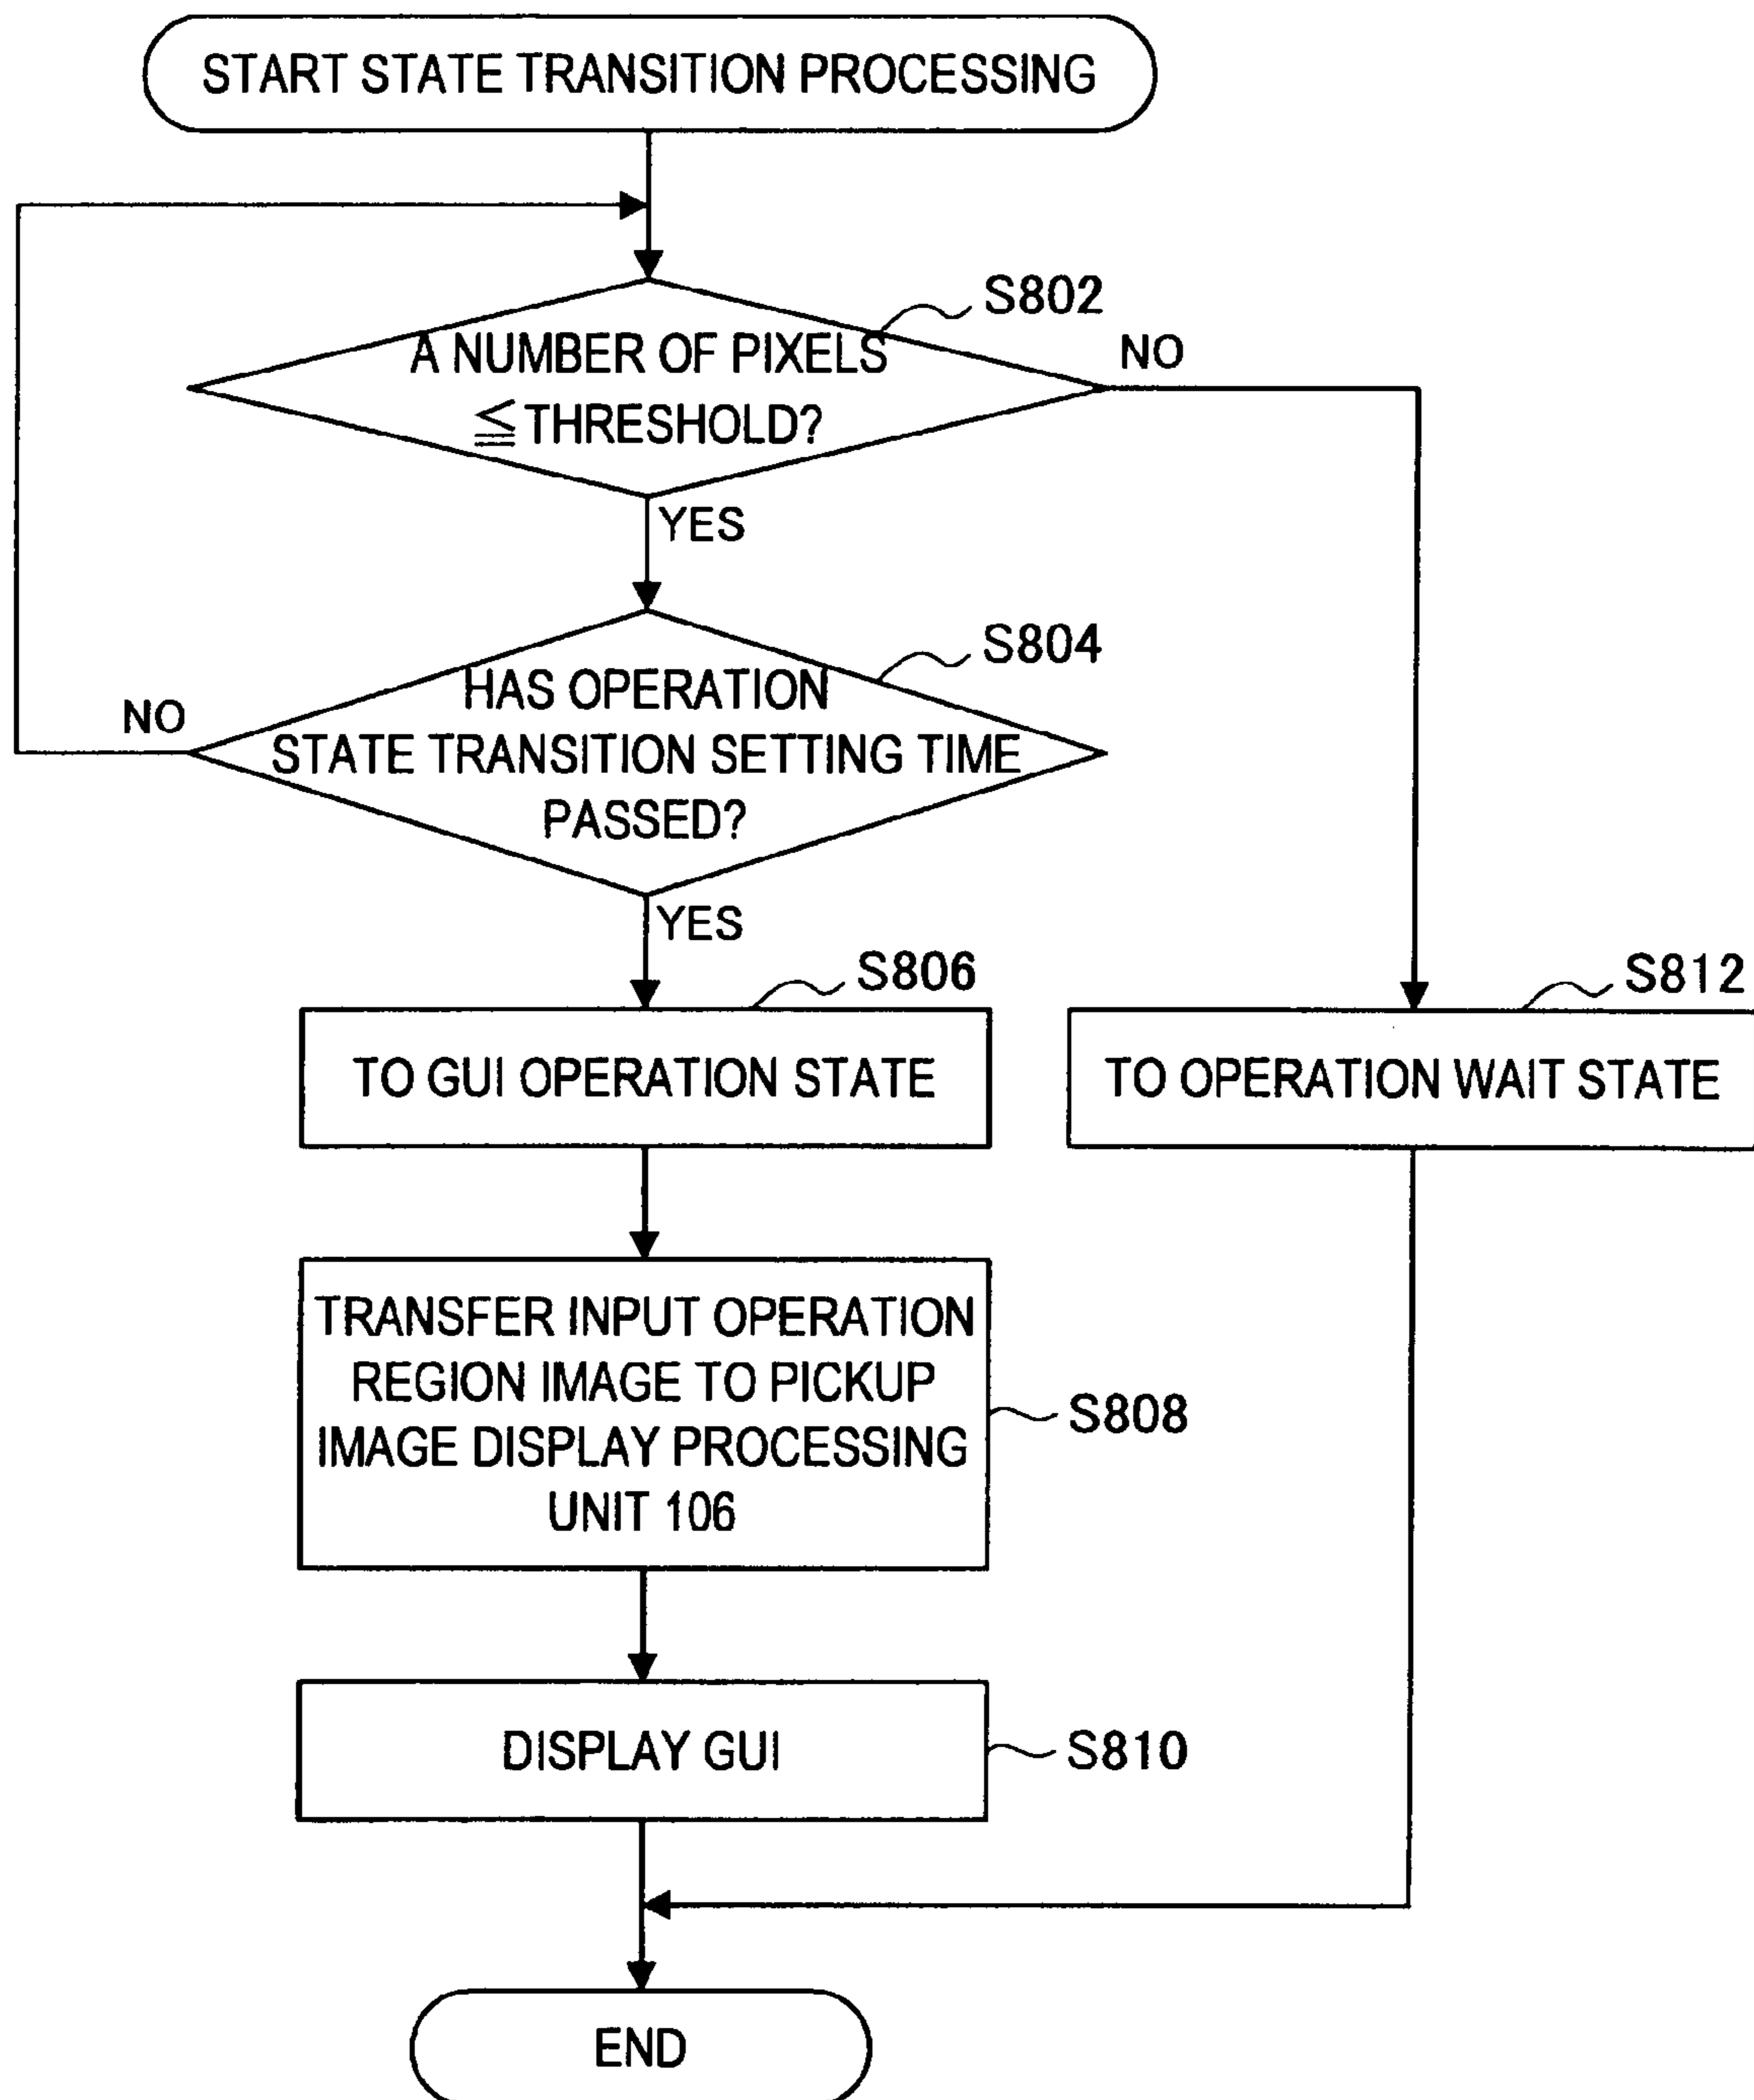 START STATE TRANSITION PROCESSING
S802
A NUMBER OF PIXELS
≦ THRESHOLD?
NO
YES
S804
HAS OPERATION
STATE TRANSITION SETTING TIME
PASSED?
NO
YES
S806
TO GUI OPERATION STATE
S812
TO OPERATION WAIT STATE
TRANSFER INPUT OPERATION
REGION IMAGE TO PICKUP
IMAGE DISPLAY PROCESSING
UNIT 106
S808
DISPLAY GUI
S810
END